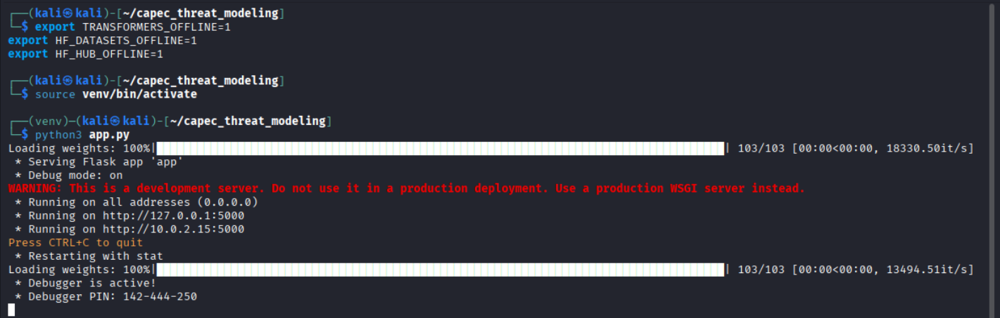 ┌──(kali㉿kali)-[~/capec_threat_modeling]
└─$ export TRANSFORMERS_OFFLINE=1
export HF_DATASETS_OFFLINE=1
export HF_HUB_OFFLINE=1
┌──(kali㉿kali)-[~/capec_threat_modeling]
└─$ source venv/bin/activate
┌──(venv)─(kali㉿kali)-[~/capec_threat_modeling]
└─$ python3 app.py
Loading weights: 100%|██████████| 103/103 [00:00<00:00, 18330.50it/s]
 * Serving Flask app 'app'
 * Debug mode: on
WARNING: This is a development server. Do not use it in a production deployment. Use a production WSGI server instead.
 * Running on all addresses (0.0.0.0)
 * Running on http://127.0.0.1:5000
 * Running on http://10.0.2.15:5000
Press CTRL+C to quit
 * Restarting with stat
Loading weights: 100%|██████████| 103/103 [00:00<00:00, 13494.51it/s]
 * Debugger is active!
 * Debugger PIN: 142-444-250